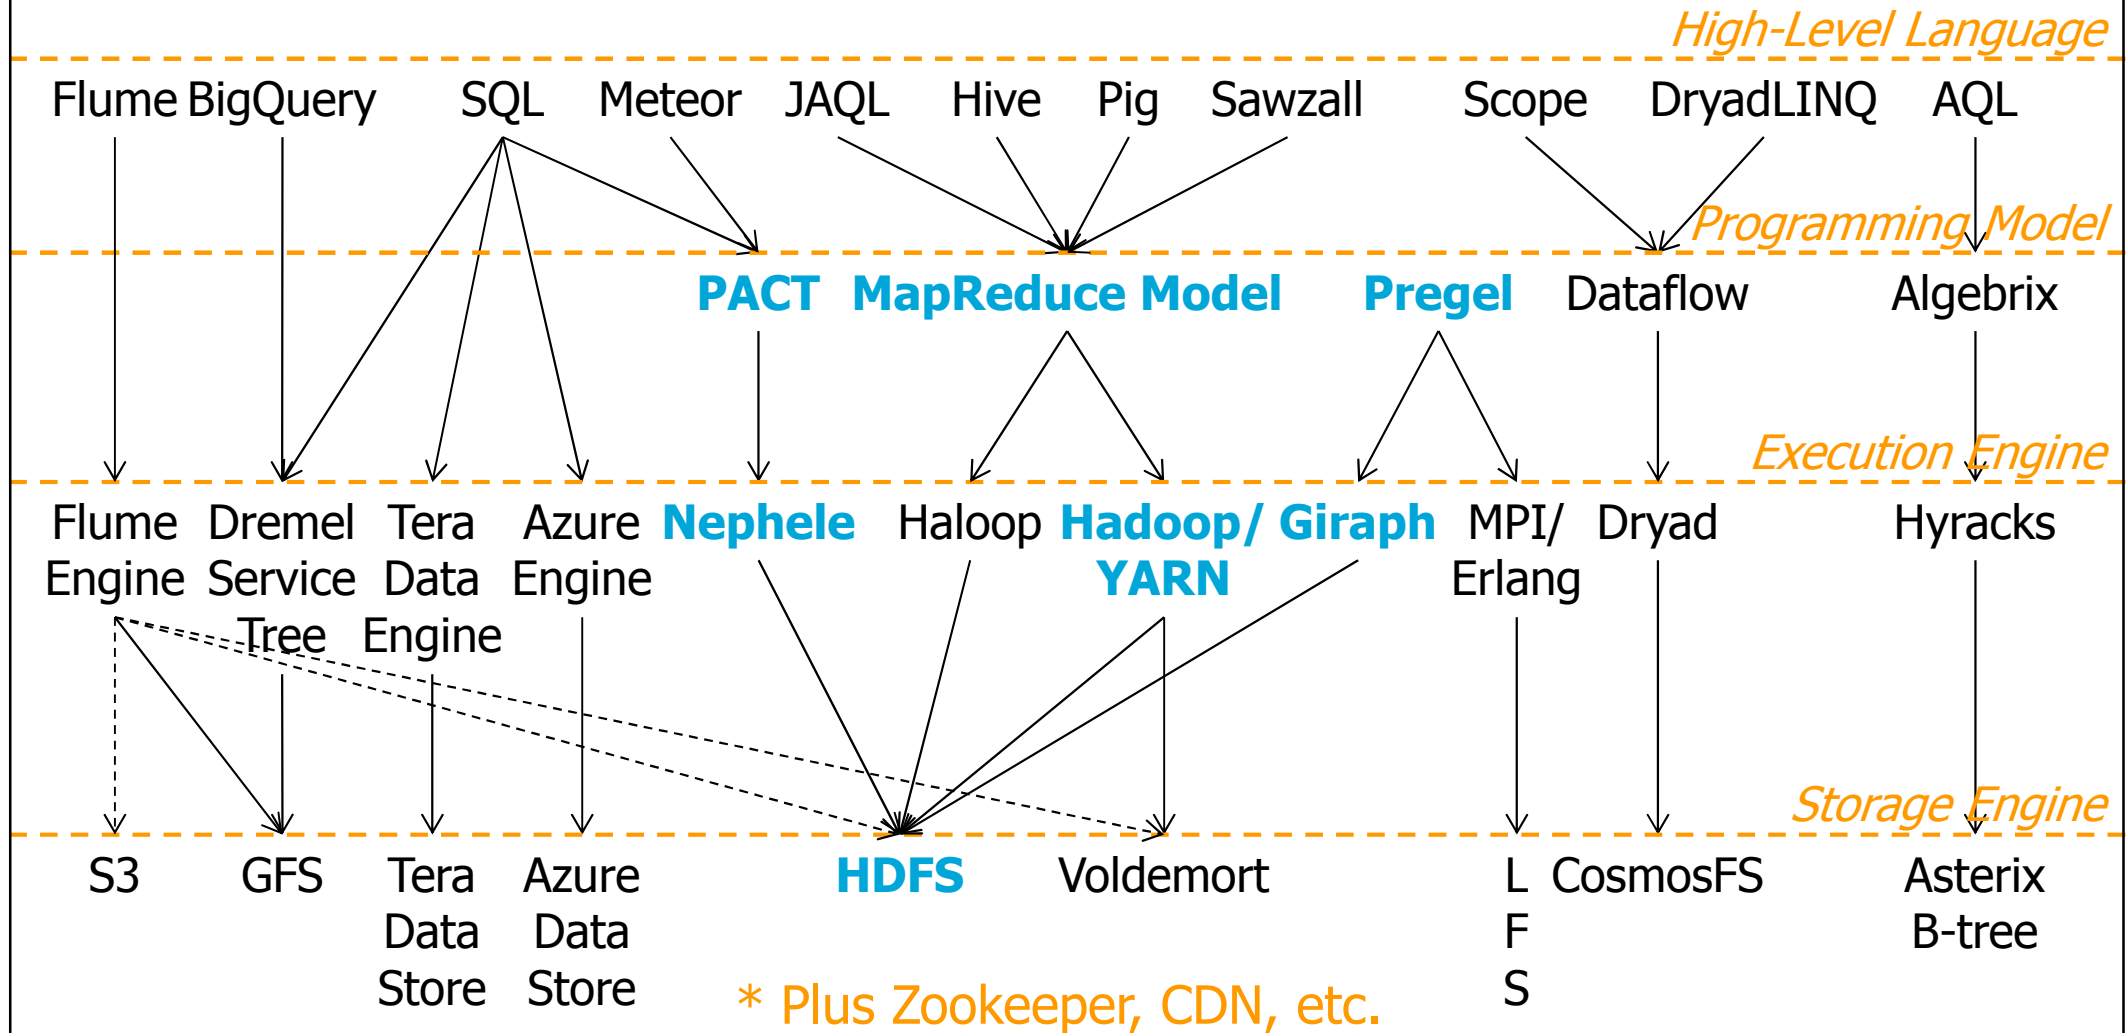 High-Level Language
Flume BigQuery SQL Meteor JAQL Hive Pig Sawzall Scope DryadLINQ AQL
Programming Model
PACT MapReduce Model Pregel Dataflow Algebrix
Execution Engine
Flume Dremel Tera Azure Nephele Haloop Hadoop/ Giraph MPI/ Dryad Hyracks
Engine Service Data Engine YARN Erlang
Tree Engine
Storage Engine
S3 GFS Tera Azure HDFS Voldemort L CosmosFS Asterix
Data Data F B-tree
Store Store S
* Plus Zookeeper, CDN, etc.